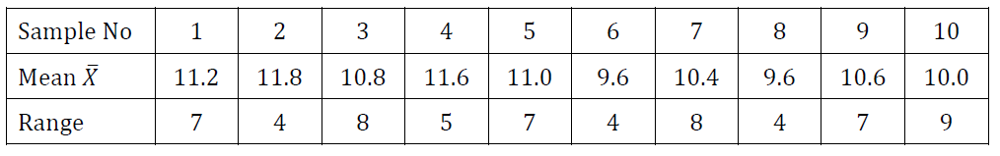 Sample No 1 2 3 4 5 6 7 8 9 10
Mean X̄ 11.2 11.8 10.8 11.6 11.0 9.6 10.4 9.6 10.6 10.0
Range 7 4 8 5 7 4 8 4 7 9